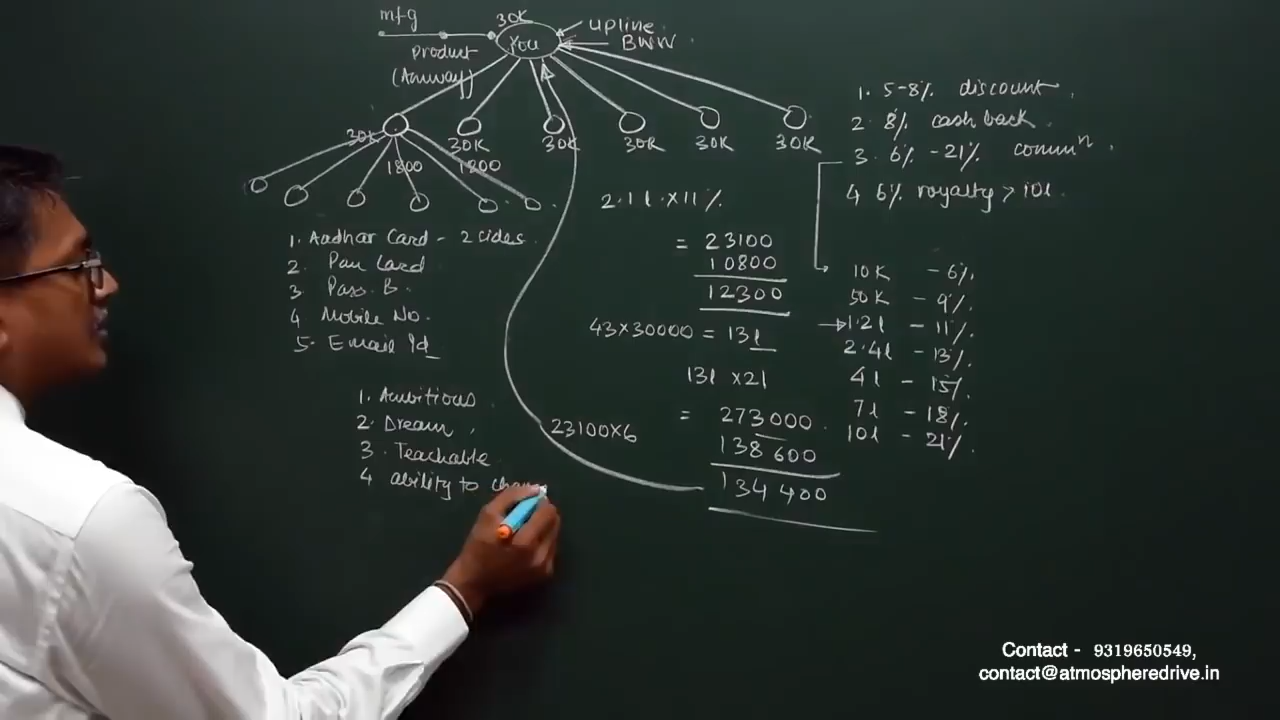 mfg
30K
You
upline
BWW
Product
(Amway)
30K
30K
30K
30K
30K
30K
1800
1800
1. 5-8% discount.
2. 8% cash back.
3. 6% - 21% commn.
4 6% royalty > 10l.
1. Aadhar Card - 2 sides.
2. Pan Card
3. Pass. B.
4. Mobile No.
5. Email Id
2.1 l. x 11%
= 23100
10800
12300
43 x 30000 = 13l
13l x 21
= 273000.
138600
134400
23100 x 6
10K - 6%.
50K - 9%.
1.2l - 11%.
2.4l - 13%.
4l - 15%.
7l - 18%.
10l - 21%.
1. Ambitious.
2. Dream,
3. Teachable.
4 ability to chang
Contact - 9319650549,
contact@atmospheredrive.in